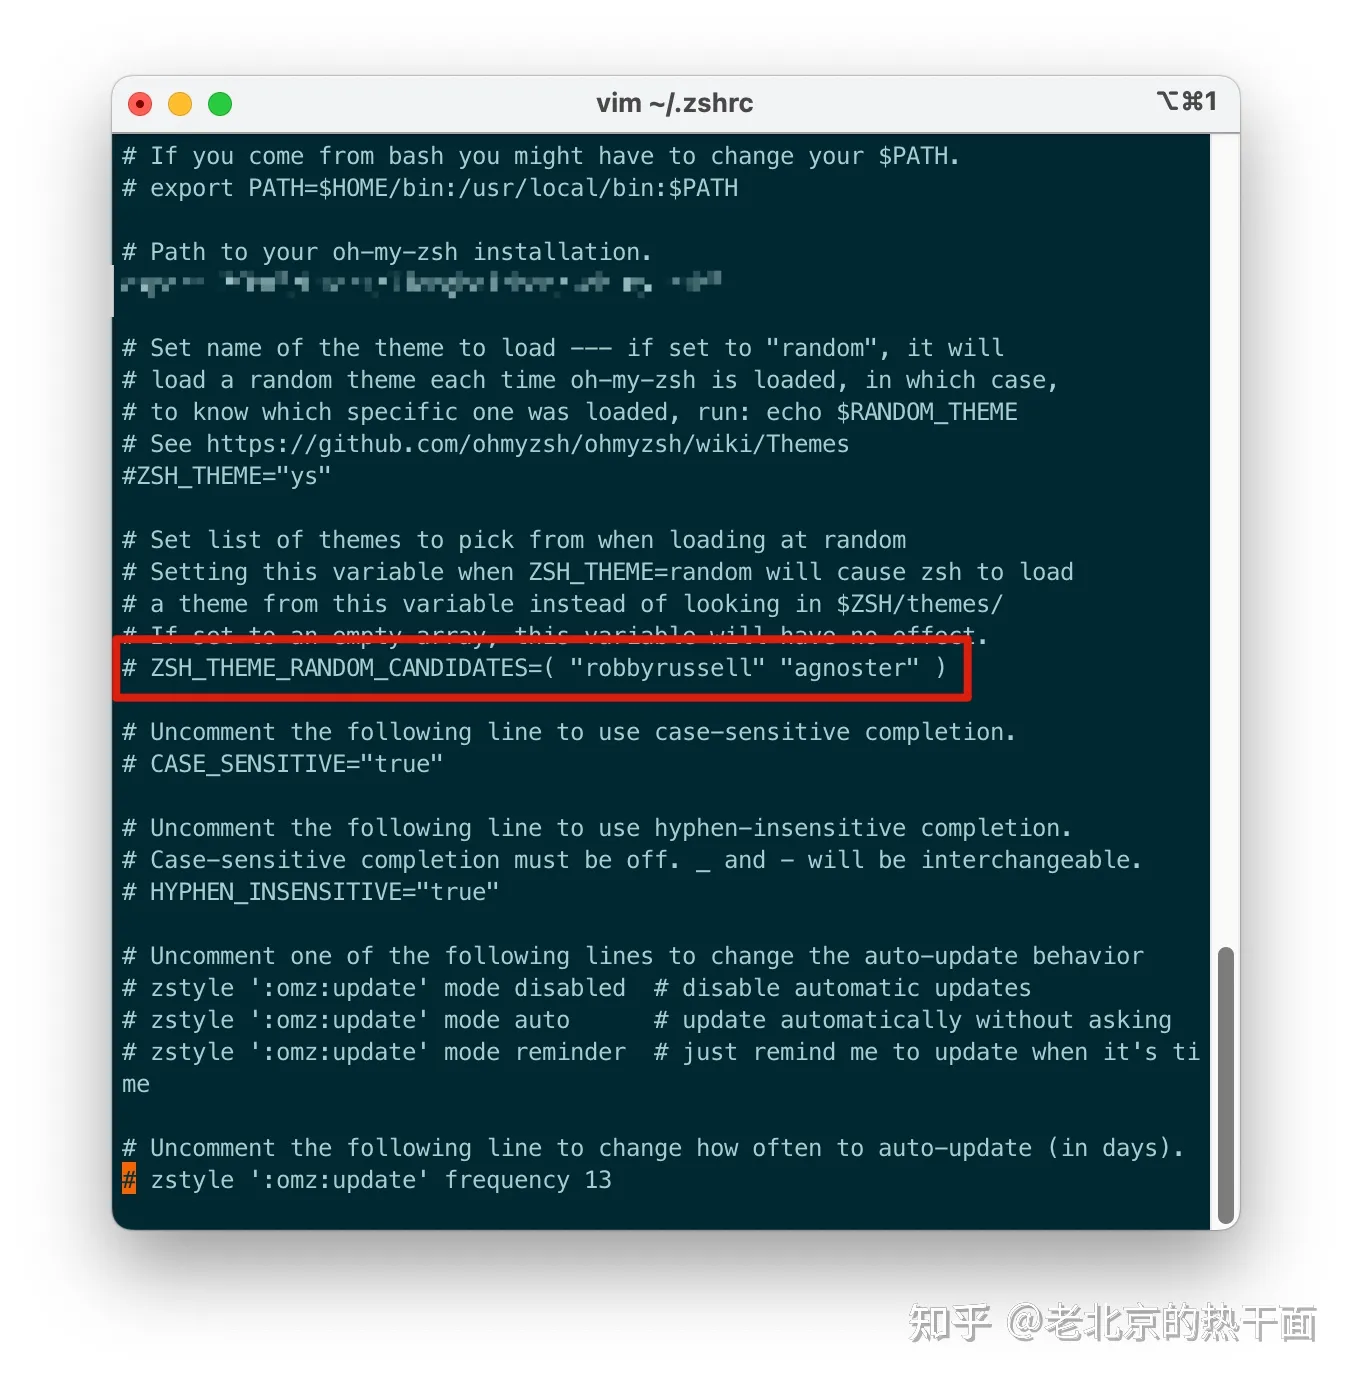 vim ~/.zshrc
⌥⌘1
# If you come from bash you might have to change your $PATH.
# export PATH=$HOME/bin:/usr/local/bin:$PATH
# Path to your oh-my-zsh installation.
# Set name of the theme to load --- if set to "random", it will
# load a random theme each time oh-my-zsh is loaded, in which case,
# to know which specific one was loaded, run: echo $RANDOM_THEME
# See https://github.com/ohmyzsh/ohmyzsh/wiki/Themes
#ZSH_THEME="ys"
# Set list of themes to pick from when loading at random
# Setting this variable when ZSH_THEME=random will cause zsh to load
# a theme from this variable instead of looking in $ZSH/themes/
# If set to an empty array, this variable will have no effect.
# ZSH_THEME_RANDOM_CANDIDATES=( "robbyrussell" "agnoster" )
# Uncomment the following line to use case-sensitive completion.
# CASE_SENSITIVE="true"
# Uncomment the following line to use hyphen-insensitive completion.
# Case-sensitive completion must be off. _ and - will be interchangeable.
# HYPHEN_INSENSITIVE="true"
# Uncomment one of the following lines to change the auto-update behavior
# zstyle ':omz:update' mode disabled  # disable automatic updates
# zstyle ':omz:update' mode auto      # update automatically without asking
# zstyle ':omz:update' mode reminder  # just remind me to update when it's ti
me
# Uncomment the following line to change how often to auto-update (in days).
# zstyle ':omz:update' frequency 13
知乎 @老北京的热干面